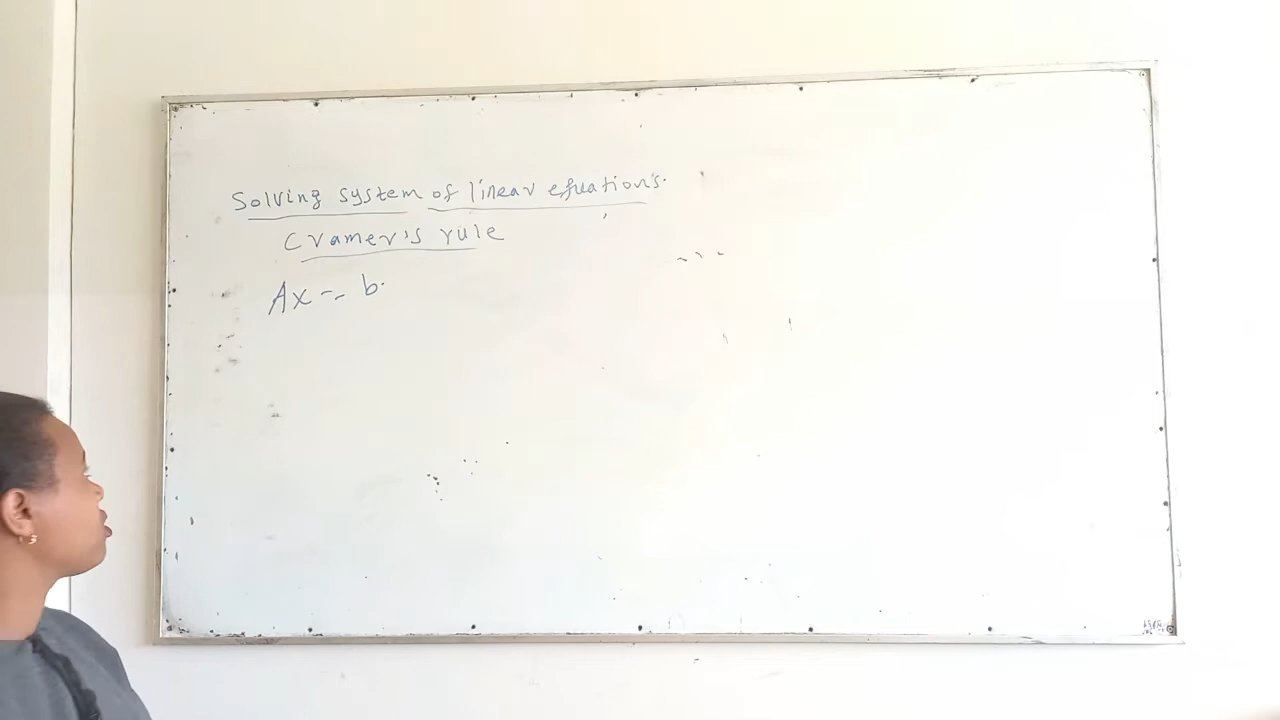 Solving system of linear equations.
Cramer's rule
Ax = b.